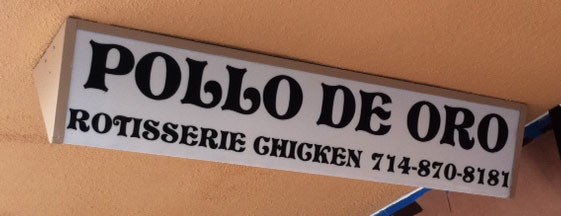 POLLO DE ORO
ROTISSERIE CHICKEN 714-870-8181